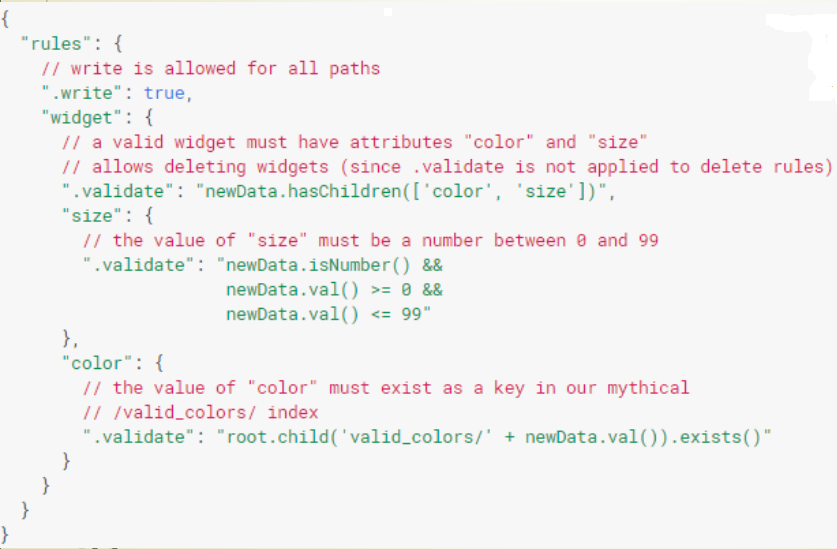 {
  "rules": {
    // write is allowed for all paths
    ".write": true,
    "widget": {
      // a valid widget must have attributes "color" and "size"
      // allows deleting widgets (since .validate is not applied to delete rules)
      ".validate": "newData.hasChildren(['color', 'size'])",
      "size": {
        // the value of "size" must be a number between 0 and 99
        ".validate": "newData.isNumber() &&
                      newData.val() >= 0 &&
                      newData.val() <= 99"
      },
      "color": {
        // the value of "color" must exist as a key in our mythical
        // /valid_colors/ index
        ".validate": "root.child('valid_colors/' + newData.val()).exists()"
      }
    }
  }
}